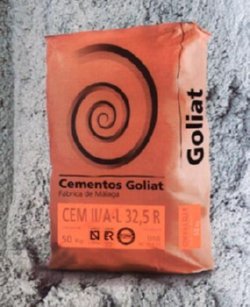 Cementos Goliat
Fábrica de Málaga
CEM II/A-L 32,5 R
50 Kg
N R
Goliat